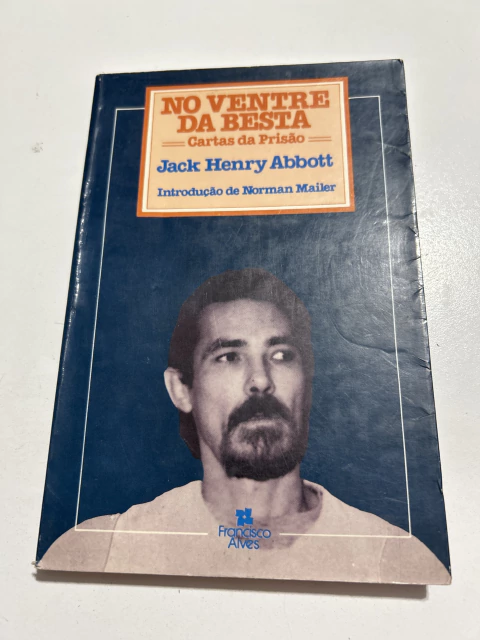 NO VENTRE
DA BESTA
Cartas da Prisão
Jack Henry Abbott
Introdução de Norman Mailer
Francisco
Alves